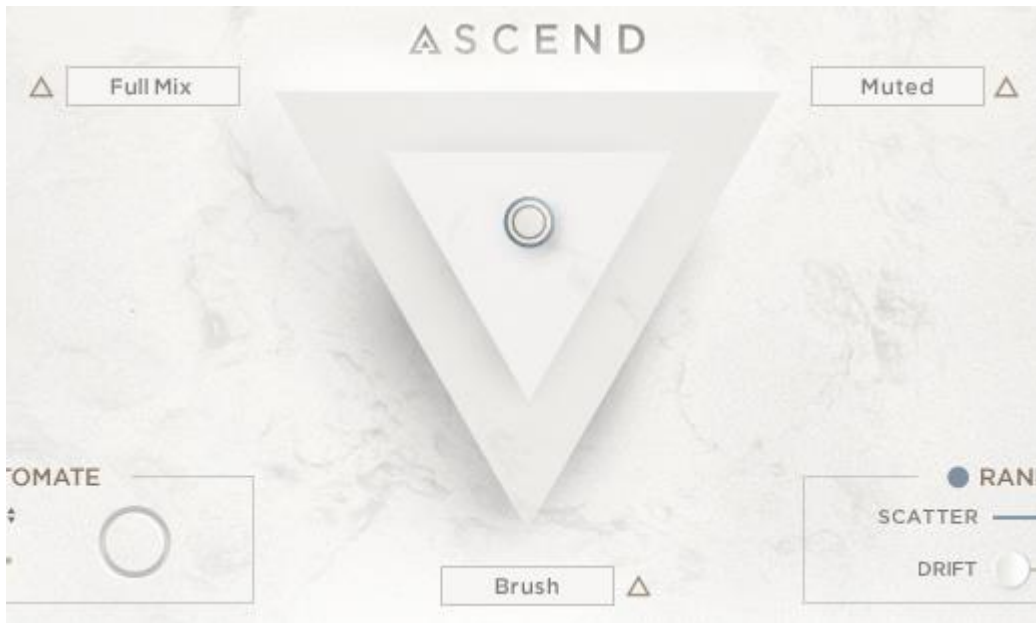 ASCEND
Full Mix
Muted
TOMATE
RAN
SCATTER
DRIFT
Brush